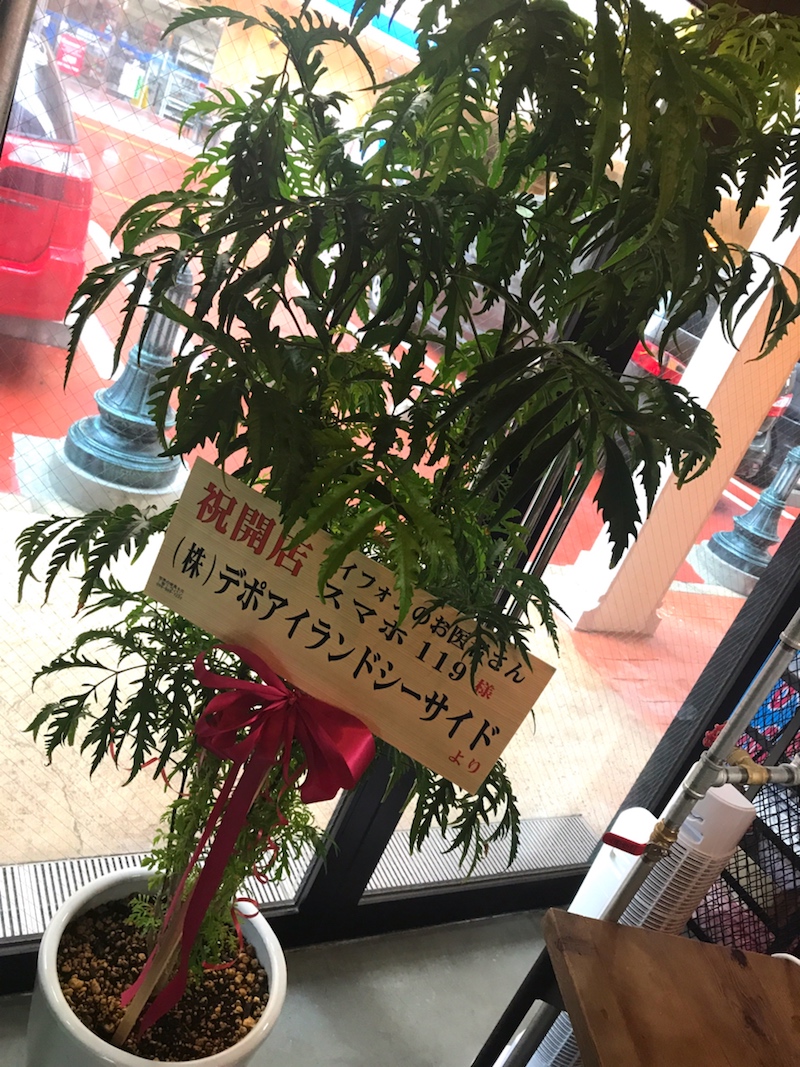 祝開店
イフォンのお医者さん
スマホ119様
(株)デポアイランドシーサイド
より